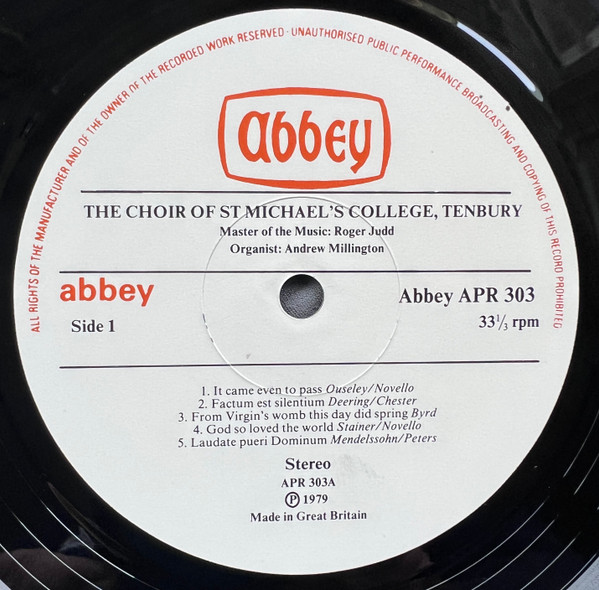 ALL RIGHTS OF THE MANUFACTURER AND OF THE OWNER OF THE RECORDED WORK RESERVED · UNAUTHORISED PUBLIC PERFORMANCE BROADCASTING AND COPYING OF THIS RECORD PROHIBITED
abbey
THE CHOIR OF ST MICHAEL'S COLLEGE, TENBURY
Master of the Music: Roger Judd
Organist: Andrew Millington
abbey
Abbey APR 303
Side 1
33⅓ rpm
1. It came even to pass Ouseley/Novello
2. Factum est silentium Deering/Chester
3. From Virgin's womb this day did spring Byrd
4. God so loved the world Stainer/Novello
5. Laudate pueri Dominum Mendelssohn/Peters
Stereo
APR 303A
Ⓟ 1979
Made in Great Britain